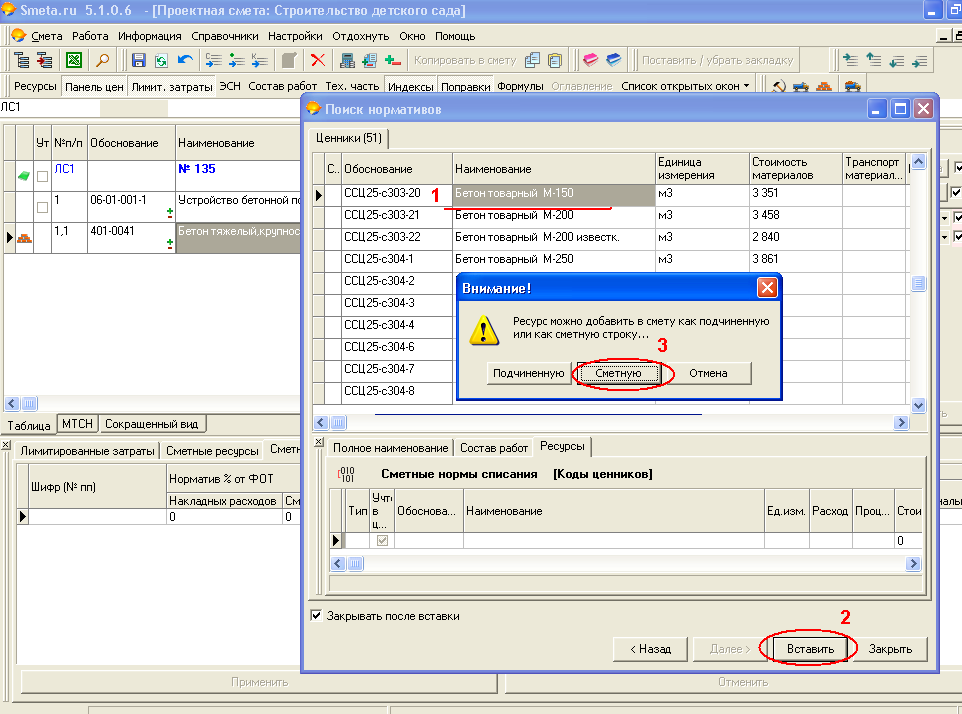 Smeta.ru 5.1.0.6 - [Проектная смета: Строительство детского сада]
Смета Работа Информация Справочники Настройки Отдохнуть Окно Помощь
Копировать в смету Поставить / убрать закладку
Ресурсы Панель цен Лимит. затраты ЭСН Состав работ Тех. часть Индексы Поправки Формулы Оглавление Список открытых окон
ЛС1
Ут №п/п Обоснование Наименование
ЛС1 № 135
1 06-01-001-1 Устройство бетонной по
1,1 401-0041 Бетон тяжелый,крупнос
Таблица МТСН Сокращенный вид
Лимитированные затраты Сметные ресурсы Сметн
Шифр (№ пп) Норматив % от ФОТ
Накладных расходов См
0 0
Применить Отменить
Поиск нормативов
Ценники (51)
С.. Обоснование Наименование Единица измерения Стоимость материалов Транспорт материал...
ССЦ25-с303-20 1 Бетон товарный М-150 м3 3 351
ССЦ25-с303-21 Бетон товарный М-200 м3 3 458
ССЦ25-с303-22 Бетон товарный М-200 известк. м3 2 840
ССЦ25-с304-1 Бетон товарный М-250 м3 3 861
ССЦ25-с304-2
ССЦ25-с304-3
ССЦ25-с304-4
ССЦ25-с304-6
ССЦ25-с304-7
ССЦ25-с304-8
Внимание!
Ресурс можно добавить в смету как подчиненную
или как сметную строку...
3
Подчиненную Сметную Отмена
Полное наименование Состав работ Ресурсы
010
101
Сметные нормы списания [Коды ценников]
Тип Учт в ц... Обоснова... Наименование Ед.изм. Расход Проц... Стои
0
Закрывать после вставки
2
< Назад Далее > Вставить Закрыть